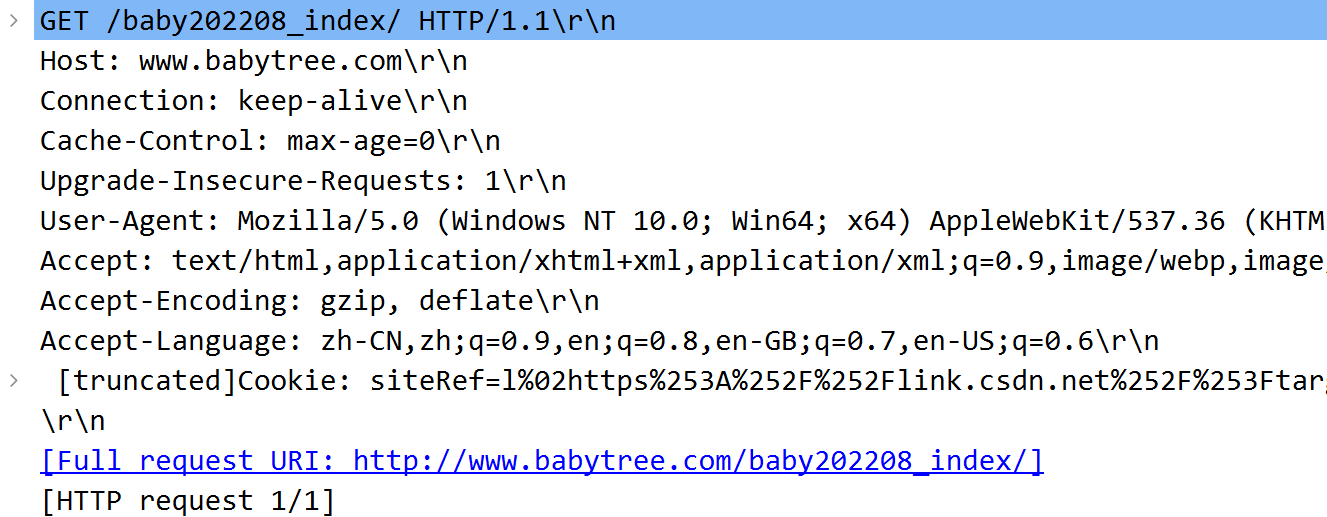 GET /baby202208_index/ HTTP/1.1\r\n
Host: www.babytree.com\r\n
Connection: keep-alive\r\n
Cache-Control: max-age=0\r\n
Upgrade-Insecure-Requests: 1\r\n
User-Agent: Mozilla/5.0 (Windows NT 10.0; Win64; x64) AppleWebKit/537.36 (KHTM
Accept: text/html,application/xhtml+xml,application/xml;q=0.9,image/webp,image/
Accept-Encoding: gzip, deflate\r\n
Accept-Language: zh-CN,zh;q=0.9,en;q=0.8,en-GB;q=0.7,en-US;q=0.6\r\n
[truncated]Cookie: siteRef=l%02https%253A%252F%252Flink.csdn.net%252F%253Ftarg
\r\n
[Full request URI: http://www.babytree.com/baby202208_index/]
[HTTP request 1/1]